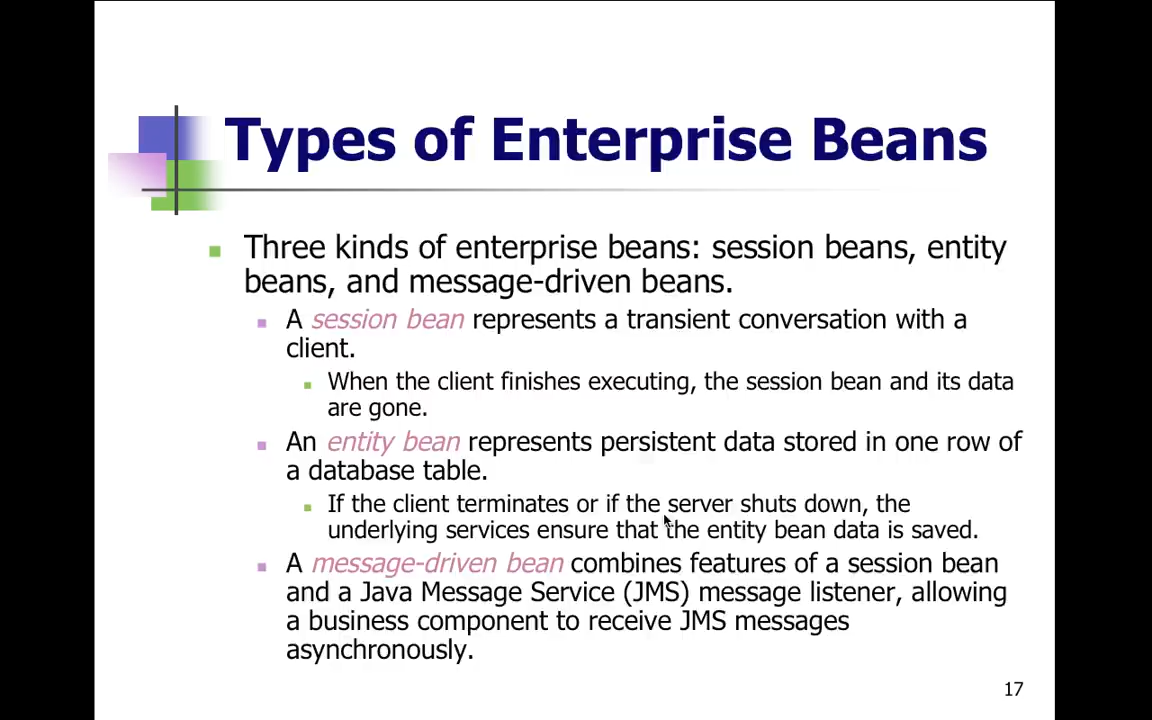 Types of Enterprise Beans
Three kinds of enterprise beans: session beans, entity
beans, and message-driven beans.
A session bean represents a transient conversation with a
client.
When the client finishes executing, the session bean and its data
are gone.
An entity bean represents persistent data stored in one row of
a database table.
If the client terminates or if the server shuts down, the
underlying services ensure that the entity bean data is saved.
A message-driven bean combines features of a session bean
and a Java Message Service (JMS) message listener, allowing
a business component to receive JMS messages
asynchronously.
17